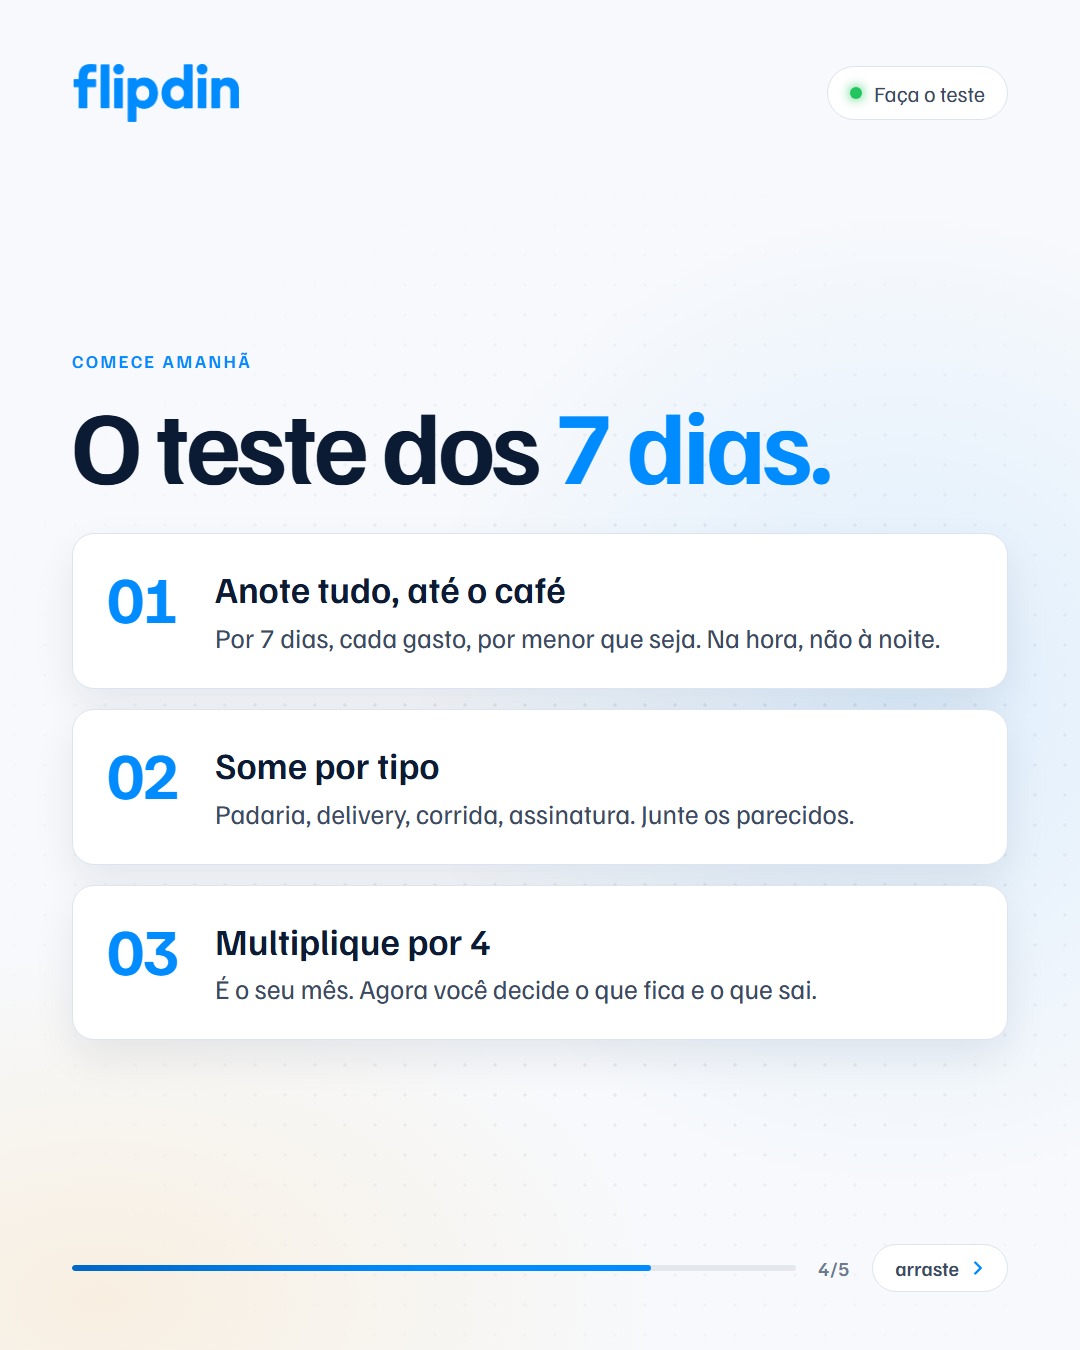 flipdin
Faça o teste
COMECE AMANHÃ
O teste dos 7 dias.
01
Anote tudo, até o café
Por 7 dias, cada gasto, por menor que seja. Na hora, não à noite.
02
Some por tipo
Padaria, delivery, corrida, assinatura. Junte os parecidos.
03
Multiplique por 4
É o seu mês. Agora você decide o que fica e o que sai.
4/5
arraste